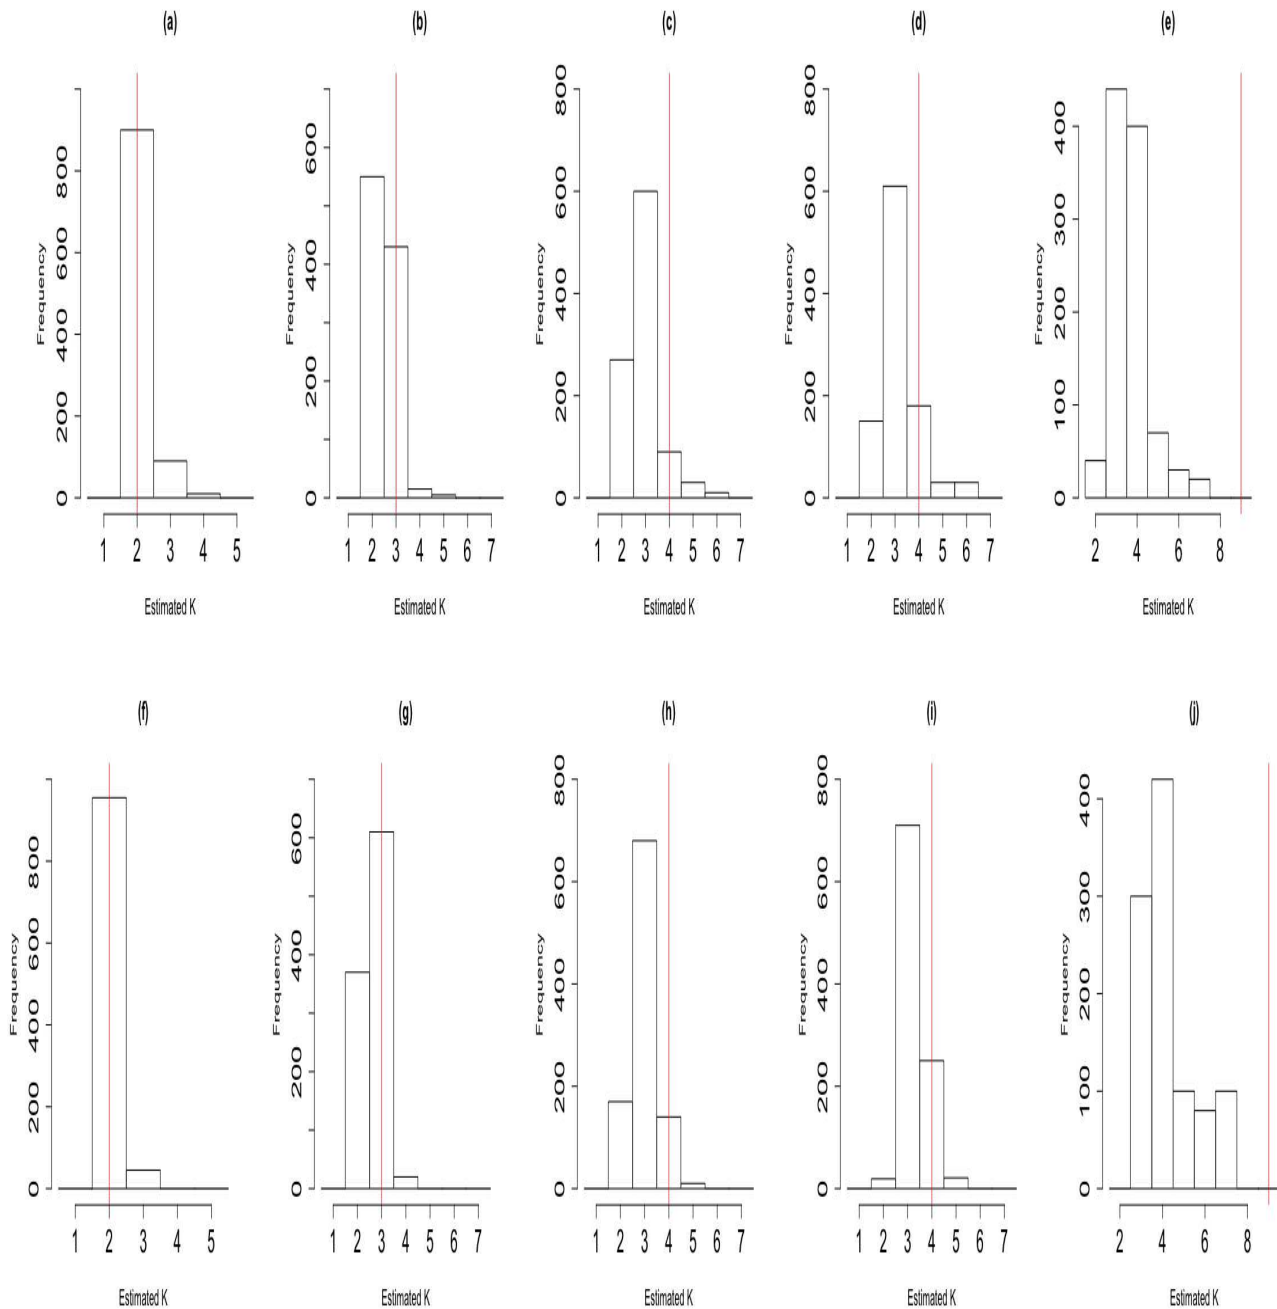 (a)
(b)
(c)
(d)
(e)
Frequency
0 200 400 600 800
1 2 3 4 5
Estimated K
Frequency
0 200 400 600
1 2 3 4 5 6 7
Estimated K
Frequency
0 200 400 600 800
1 2 3 4 5 6 7
Estimated K
Frequency
0 200 400 600 800
1 2 3 4 5 6 7
Estimated K
Frequency
0 100 200 300 400
2 4 6 8
Estimated K
(f)
(g)
(h)
(i)
(j)
Frequency
0 200 400 600 800
1 2 3 4 5
Estimated K
Frequency
0 200 400 600
1 2 3 4 5 6 7
Estimated K
Frequency
0 200 400 600 800
1 2 3 4 5 6 7
Estimated K
Frequency
0 200 400 600 800
1 2 3 4 5 6 7
Estimated K
Frequency
0 100 200 300 400
2 4 6 8
Estimated K